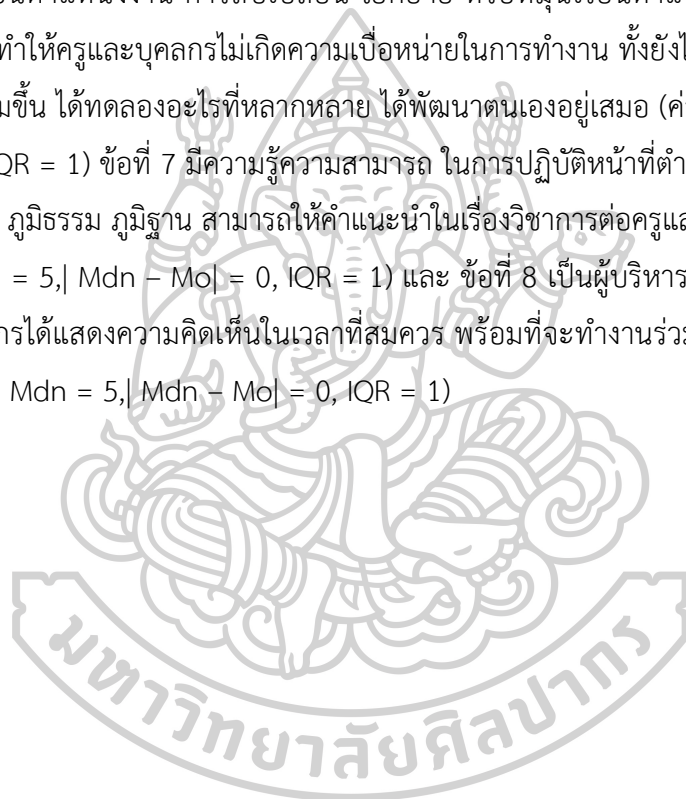 ทำให้ครูและบุคลากรไม่เกิดความเบื่อหน่ายในการทำงาน ทั้งยังไ
มขึ้น ได้ทดลองอะไรที่หลากหลาย ได้พัฒนาตนเองอยู่เสมอ (ค่
QR = 1) ข้อที่ 7 มีความรู้ความสามารถ ในการปฏิบัติหน้าที่ตำ
ภูมิธรรม ภูมิฐาน สามารถให้คำแนะนำในเรื่องวิชาการต่อครูแล
= 5,| Mdn – Mo| = 0, IQR = 1) และ ข้อที่ 8 เป็นผู้บริหาร
กรได้แสดงความคิดเห็นในเวลาที่สมควร พร้อมที่จะทำงานร่วม
Mdn = 5,| Mdn – Mo| = 0, IQR = 1)
มหาวิทยาลัยศิลปากร